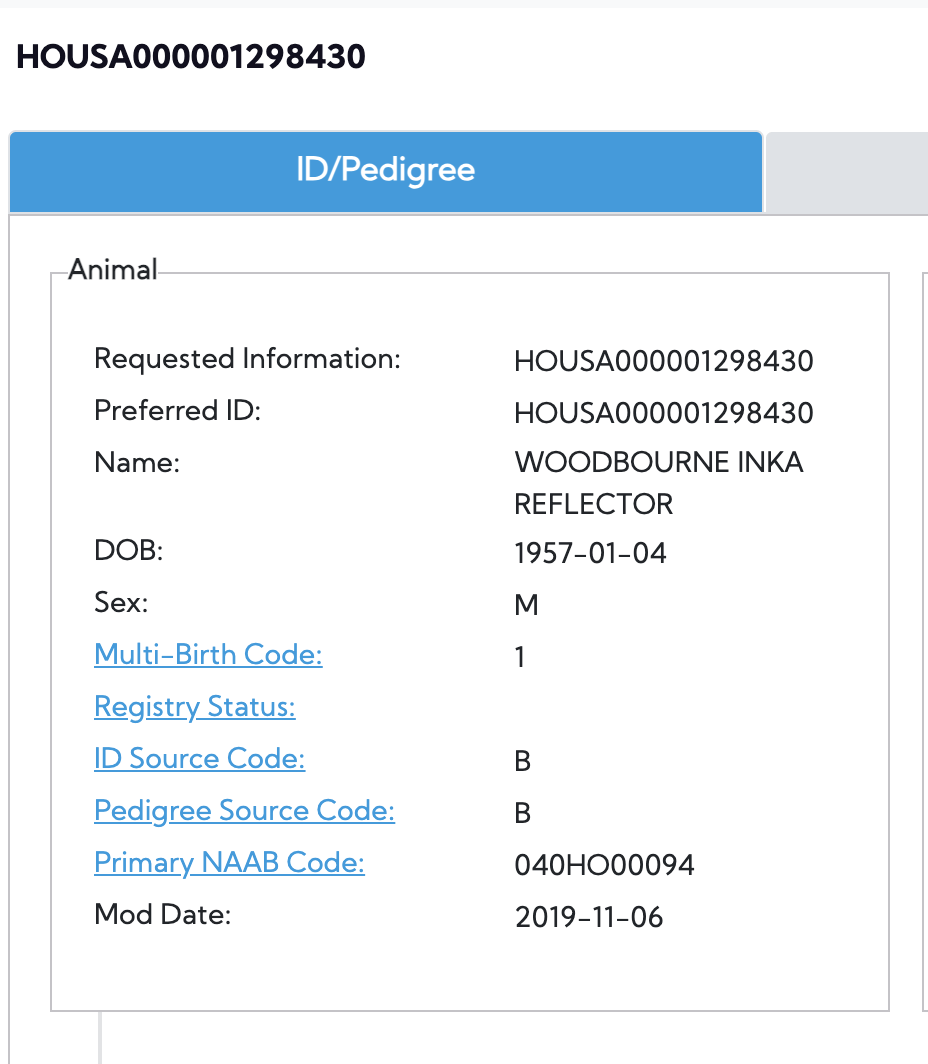 HOUSA000001298430
ID/Pedigree
Animal
Requested Information: HOUSA000001298430
Preferred ID: HOUSA000001298430
Name: WOODBOURNE INKA
REFLECTOR
DOB: 1957-01-04
Sex: M
Multi-Birth Code: 1
Registry Status:
ID Source Code: B
Pedigree Source Code: B
Primary NAAB Code: 040HO00094
Mod Date: 2019-11-06